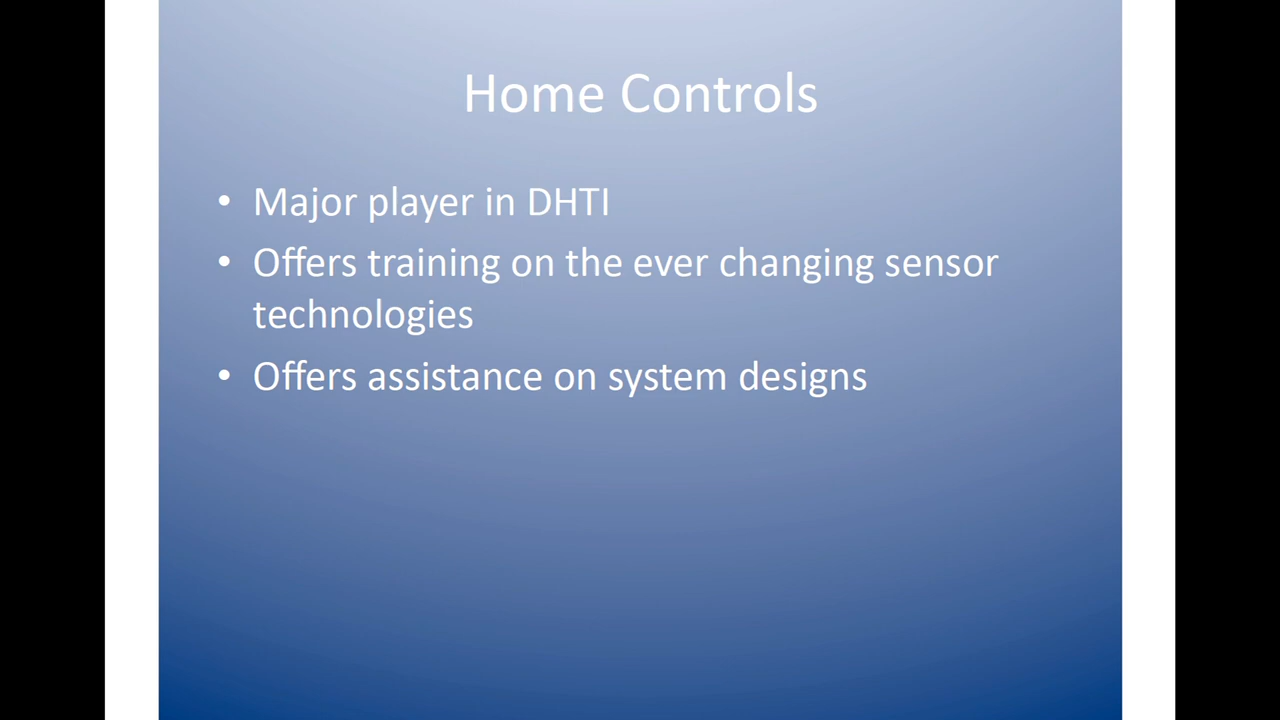 Home Controls
• Major player in DHTI
• Offers training on the ever changing sensor
technologies
• Offers assistance on system designs